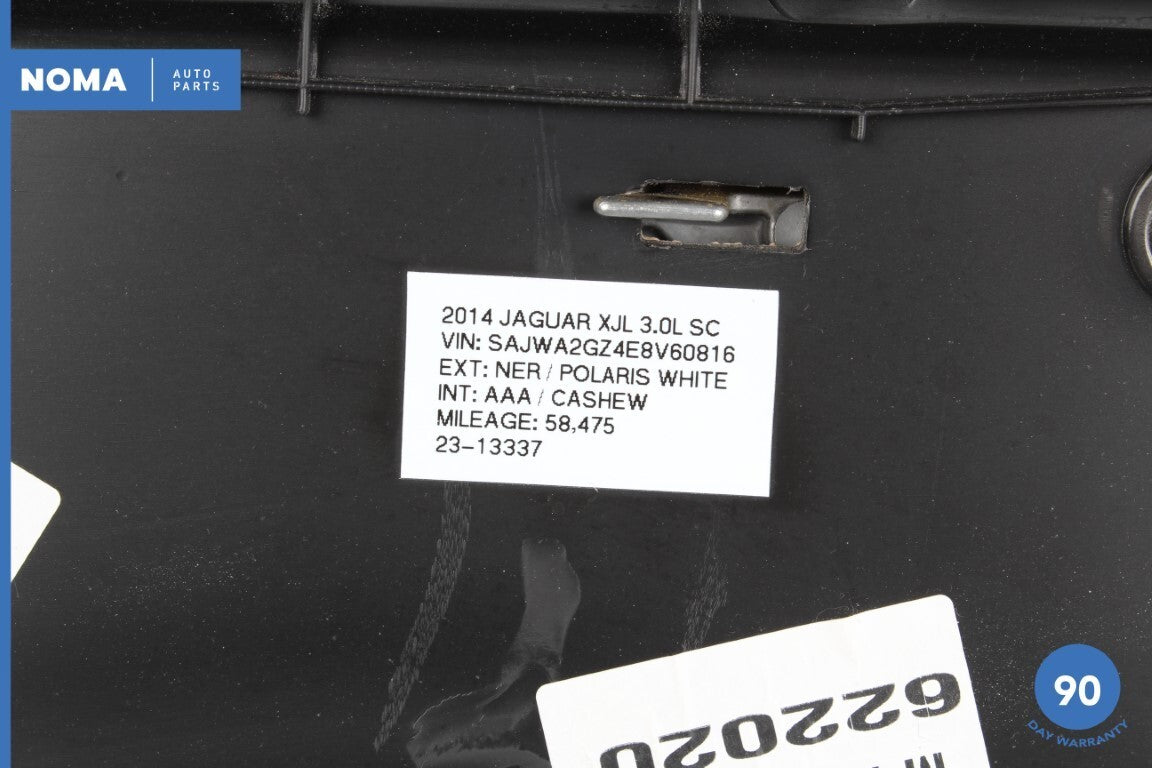 NOMA
AUTO
PARTS
2014 JAGUAR XJL 3.0L SC
VIN: SAJWA2GZ4E8V60816
EXT: NER / POLARIS WHITE
INT: AAA / CASHEW
MILEAGE: 58,475
23-13337
622020
90
DAY WARRANTY